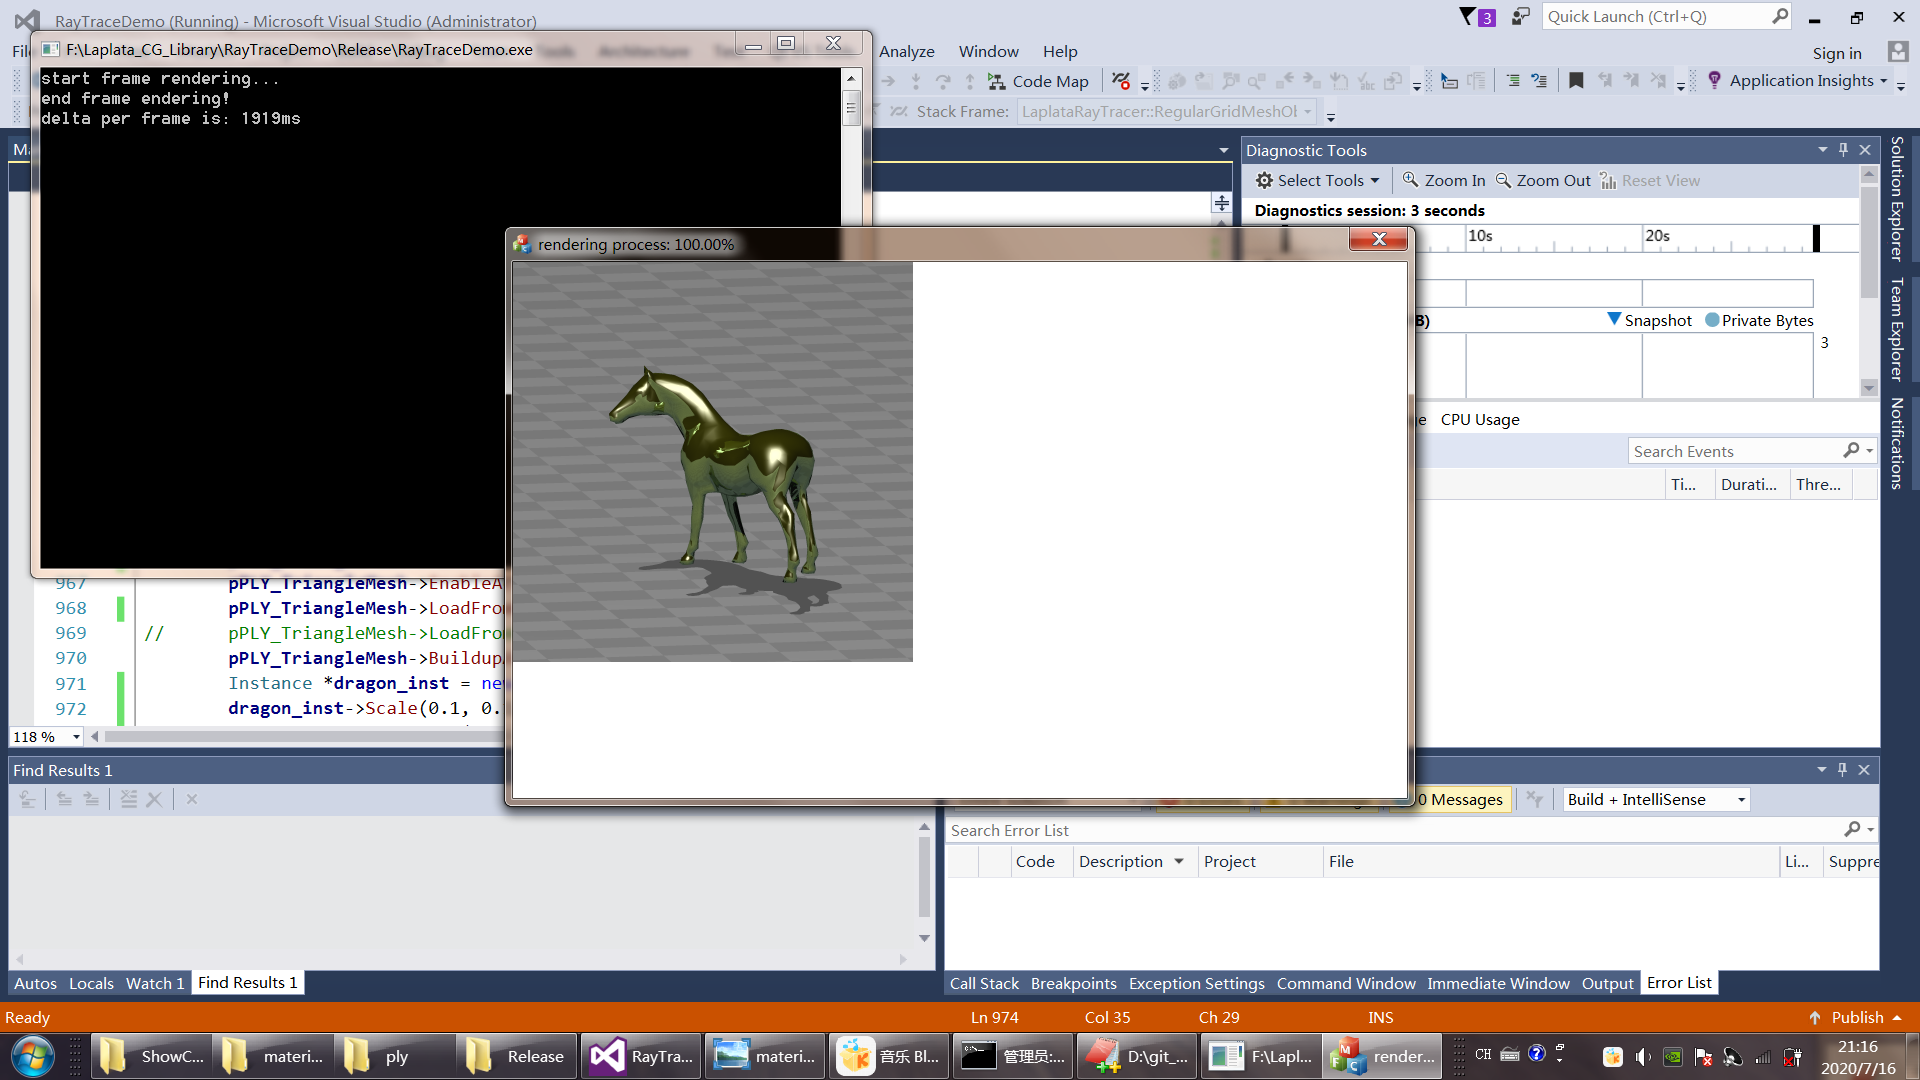 RayTraceDemo (Running) - Microsoft Visual Studio (Administrator)
3
Quick Launch (Ctrl+Q)
F:\Laplata_CG_Library\RayTraceDemo\Release\RayTraceDemo.exe
Analyze
Window
Help
Sign in
start frame rendering...
end frame endering!
delta per frame is: 1919ms
Code Map
Application Insights
Stack Frame:
LaplataRayTracer::RegularGridMeshOb
Diagnostic Tools
Select Tools
Zoom In
Zoom Out
Reset View
Diagnostics session: 3 seconds
10s
20s
rendering process: 100.00%
B)
Snapshot
Private Bytes
3
CPU Usage
Search Events
Ti...
Durati...
Thre...
Solution Explorer
Team Explorer
Notifications
967 pPLY_TriangleMesh->EnableA
968 pPLY_TriangleMesh->LoadFro
969 // pPLY_TriangleMesh->LoadFro
970 pPLY_TriangleMesh->Buildup
971 Instance *dragon_inst = ne
972 dragon_inst->Scale(0.1, 0.
118 %
Find Results 1
0 Messages
Build + IntelliSense
Search Error List
Code
Description
Project
File
Li...
Suppre
Autos
Locals
Watch 1
Find Results 1
Call Stack
Breakpoints
Exception Settings
Command Window
Immediate Window
Output
Error List
Ready
Ln 974
Col 35
Ch 29
INS
Publish
ShowC...
materi...
ply
Release
RayTra...
materi...
音乐 Bl...
管理员:...
D:\git_...
F:\Lapl...
render...
CH
21:16
2020/7/16